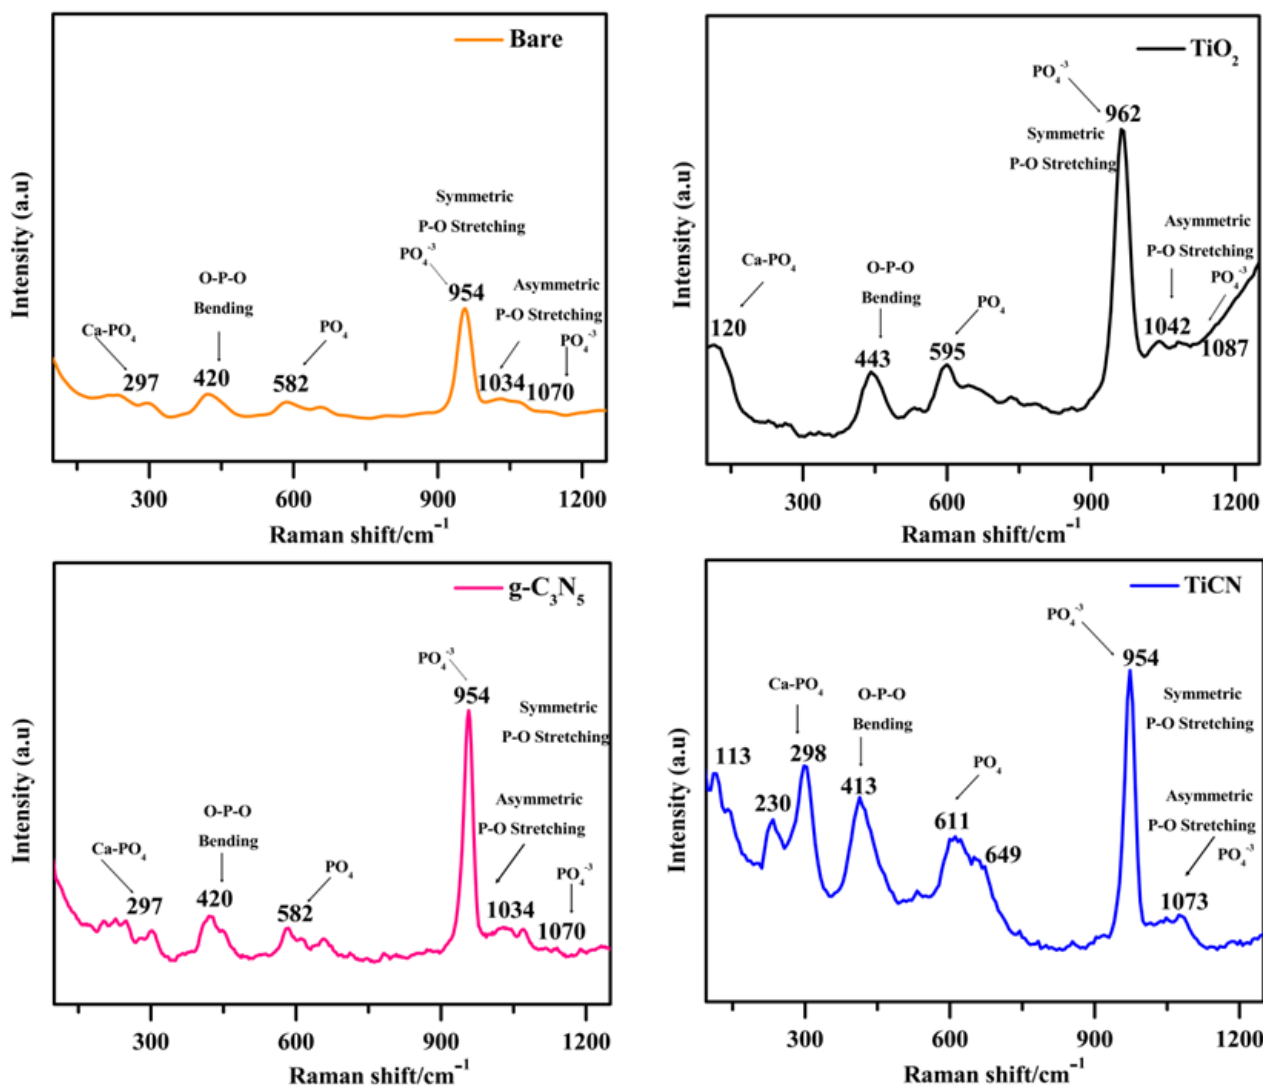 Bare
Symmetric
P-O Stretching
PO₄⁻³
954
Asymmetric
P-O Stretching
PO₄⁻³
O-P-O
Bending
Ca-PO₄
PO₄
297
420
582
1034
1070
Intensity (a.u)
300
600
900
1200
Raman shift/cm⁻¹
TiO₂
PO₄⁻³
962
Symmetric
P-O Stretching
Asymmetric
P-O Stretching
PO₄⁻³
Ca-PO₄
O-P-O
Bending
PO₄
120
443
595
1042
1087
Intensity (a.u)
300
600
900
1200
Raman shift/cm⁻¹
g-C₃N₅
PO₄⁻³
954
Symmetric
P-O Stretching
Asymmetric
P-O Stretching
O-P-O
Bending
Ca-PO₄
PO₄
PO₄⁻³
297
420
582
1034
1070
Intensity (a.u)
300
600
900
1200
Raman shift/cm⁻¹
TiCN
PO₄⁻³
954
Ca-PO₄
O-P-O
Bending
Symmetric
P-O Stretching
113
298
413
PO₄
Asymmetric
P-O Stretching
PO₄⁻³
230
611
649
1073
Intensity (a.u)
300
600
900
1200
Raman shift/cm⁻¹